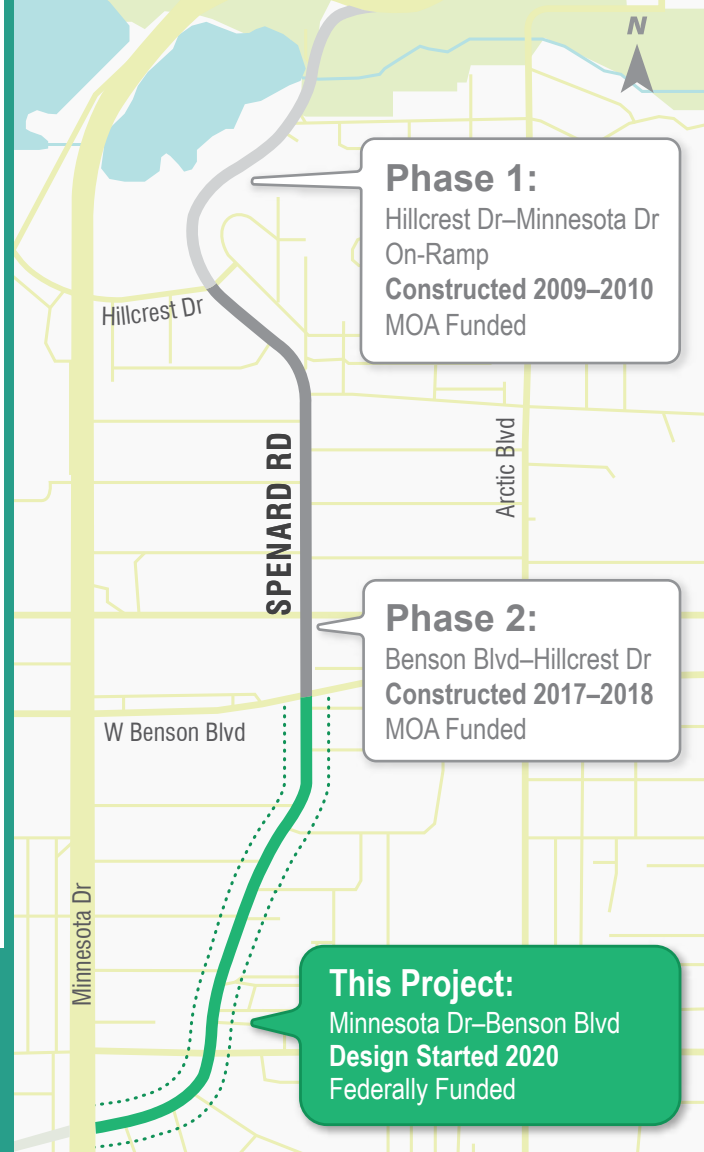 N
Phase 1:
Hillcrest Dr–Minnesota Dr
On-Ramp
Constructed 2009–2010
MOA Funded
Hillcrest Dr
SPENARD RD
Arctic Blvd
Phase 2:
Benson Blvd–Hillcrest Dr
Constructed 2017–2018
MOA Funded
W Benson Blvd
Minnesota Dr
This Project:
Minnesota Dr–Benson Blvd
Design Started 2020
Federally Funded